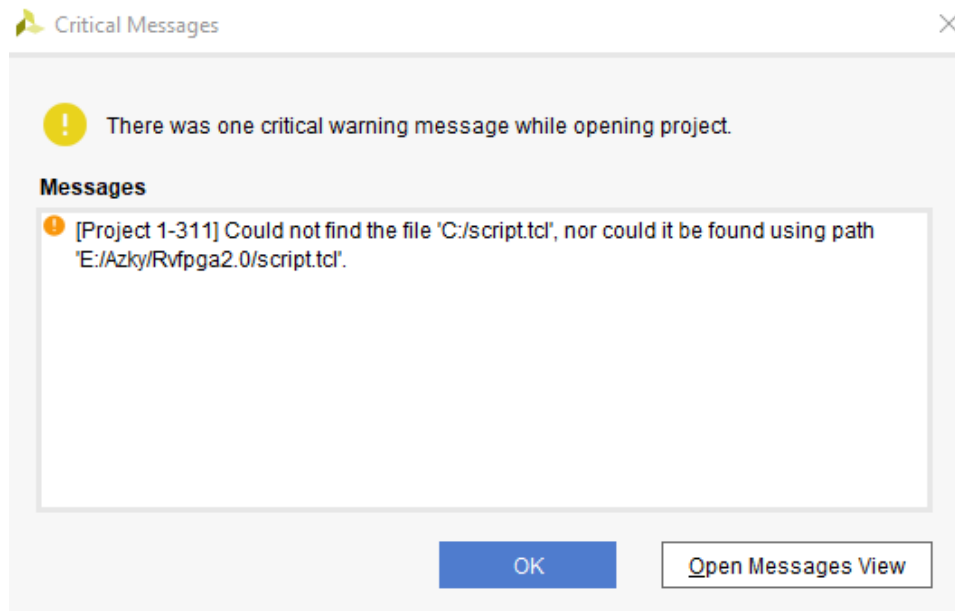 Critical Messages
There was one critical warning message while opening project.
Messages
[Project 1-311] Could not find the file 'C:/script.tcl', nor could it be found using path
'E:/Azky/Rvfpga2.0/script.tcl'.
OK
Open Messages View